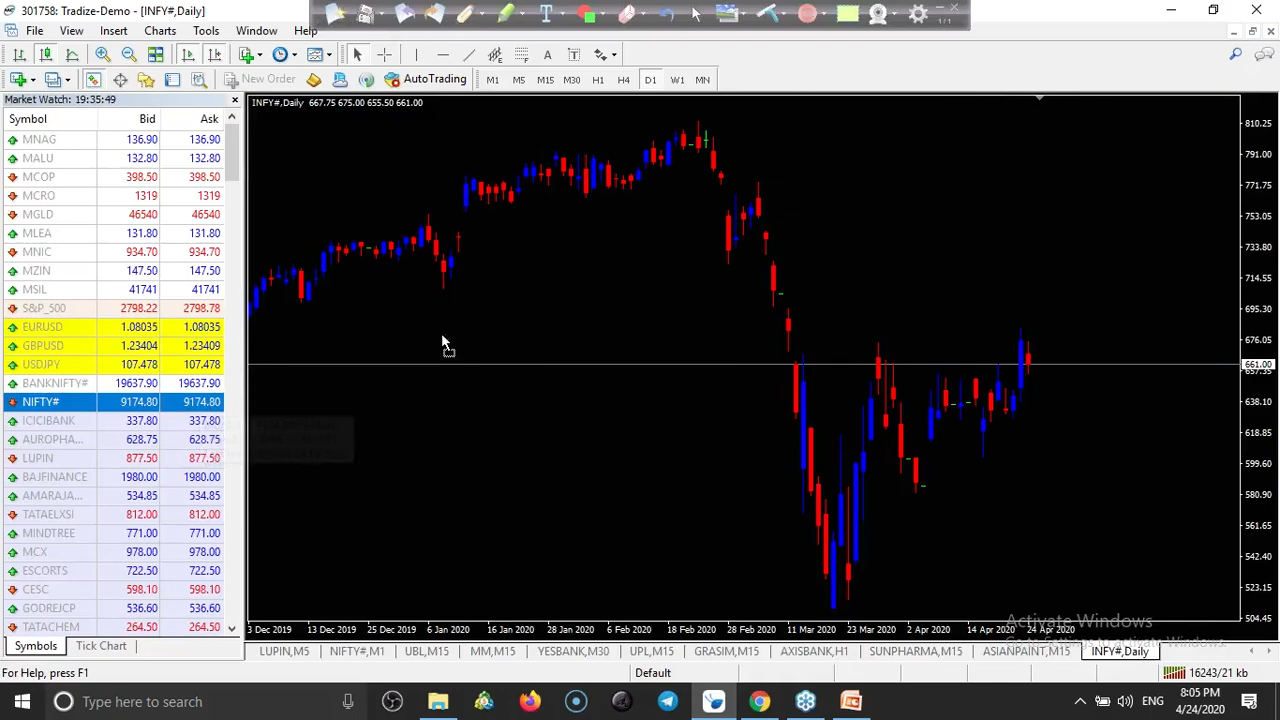 301758: Tradize-Demo - [INFY#,Daily]
1/1
File View Insert Charts Tools Window Help
New Order AutoTrading M1 M5 M15 M30 H1 H4 D1 W1 MN
Market Watch: 19:35:49
Symbol Bid Ask
MNAG 136.90 136.90
MALU 132.80 132.80
MCOP 398.50 398.50
MCRO 1319 1319
MGLD 46540 46540
MLEA 131.80 131.80
MNIC 934.70 934.70
MZIN 147.50 147.50
MSIL 41741 41741
S&P_500 2798.22 2798.78
EURUSD 1.08035 1.08035
GBPUSD 1.23404 1.23409
USDJPY 107.478 107.478
BANKNIFTY# 19637.90 19637.90
NIFTY# 9174.80 9174.80
ICICIBANK 337.80 337.80
AUROPHA... 628.75 628.75
LUPIN 877.50 877.50
BAJFINANCE 1980.00 1980.00
AMARAJA... 534.85 534.85
TATAELXSI 812.00 812.00
MINDTREE 771.00 771.00
MCX 978.00 978.00
ESCORTS 722.50 722.50
CESC 598.10 598.10
GODREJCP 536.60 536.60
TATACHEM 264.50 264.50
Symbols Tick Chart
INFY#,Daily 667.75 675.00 655.50 661.00
810.25
791.00
771.75
753.05
733.80
714.55
695.30
676.05
661.00
638.10
618.85
599.60
580.90
561.65
542.40
523.15
504.45
3 Dec 2019 13 Dec 2019 25 Dec 2019 6 Jan 2020 16 Jan 2020 28 Jan 2020 6 Feb 2020 18 Feb 2020 28 Feb 2020 11 Mar 2020 23 Mar 2020 2 Apr 2020 14 Apr 2020 24 Apr 2020
Activate Windows
Go to Settings to activate Windows.
LUPIN,M5 NIFTY#,M1 UBL,M15 MM,M15 YESBANK,M30 UPL,M15 GRASIM,M15 AXISBANK,H1 SUNPHARMA,M15 ASIANPAINT,M15 INFY#,Daily
For Help, press F1 Default 16243/21 kb
Type here to search
ENG
8:05 PM
4/24/2020